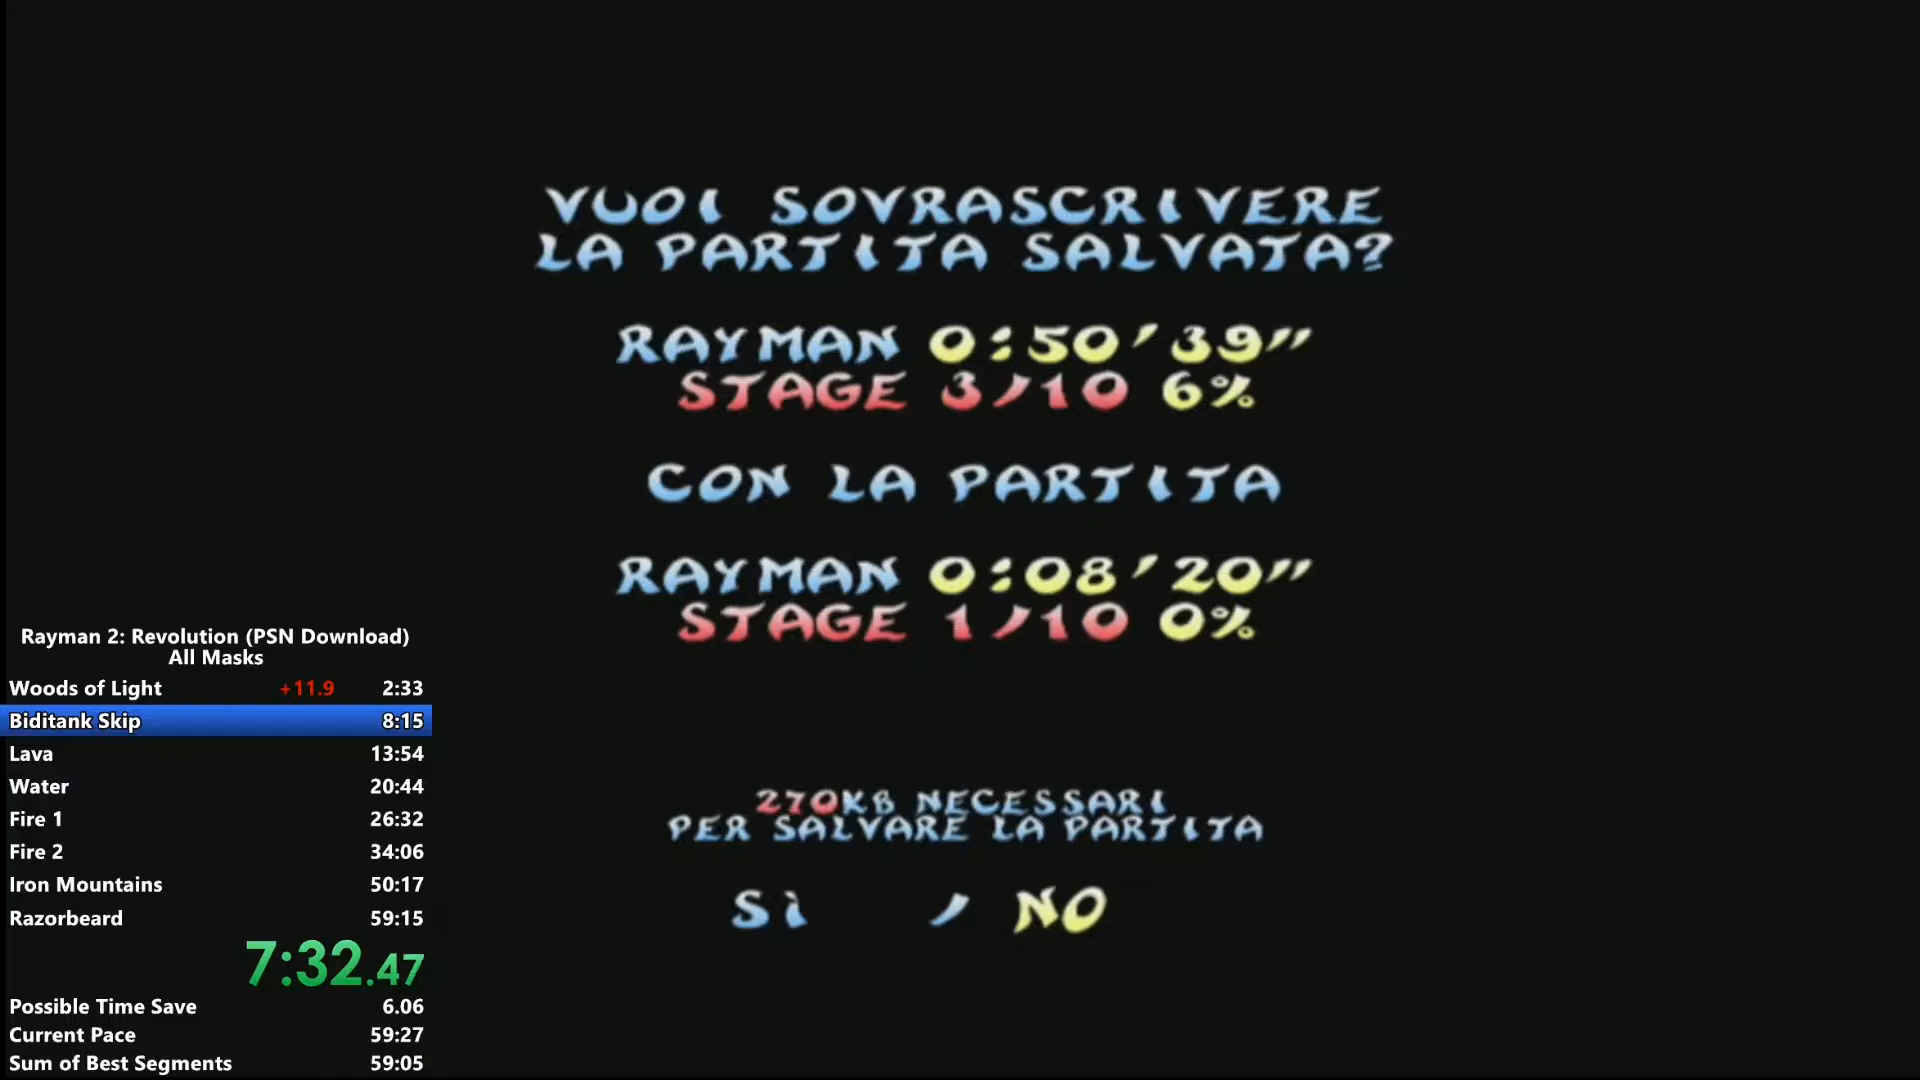 VUOI SOVRASCRIVERE
LA PARTITA SALVATA?
RAYMAN 0:50'39"
STAGE 3/10 6%
CON LA PARTITA
RAYMAN 0:08'20"
STAGE 1/10 0%
270KB NECESSARI
PER SALVARE LA PARTITA
SÌ / NO
Rayman 2: Revolution (PSN Download)
All Masks
Woods of Light +11.9 2:33
Biditank Skip 8:15
Lava 13:54
Water 20:44
Fire 1 26:32
Fire 2 34:06
Iron Mountains 50:17
Razorbeard 59:15
7:32.47
Possible Time Save 6.06
Current Pace 59:27
Sum of Best Segments 59:05